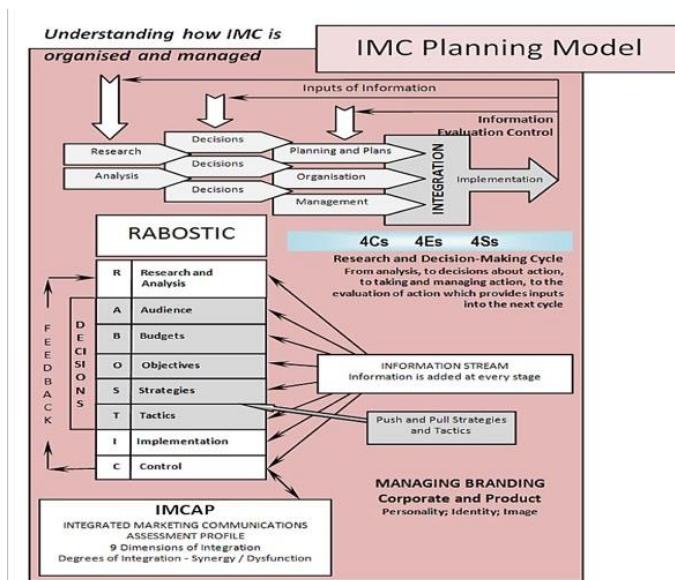 Understanding how IMC is
organised and managed
IMC Planning Model
Inputs of Information
Information
Evaluation Control
Research
Analysis
Decisions
Decisions
Decisions
Planning and Plans
Organisation
Management
INTEGRATION
Implementation
RABOSTIC
4Cs 4Es 4Ss
Research and Decision-Making Cycle
From analysis, to decisions about action,
to taking and managing action, to the
evaluation of action which provides inputs
into the next cycle
FEEDBACK
DECISIONS
R Research and
Analysis
A Audience
B Budgets
O Objectives
S Strategies
T Tactics
I Implementation
C Control
INFORMATION STREAM
Information is added at every stage
Push and Pull Strategies
and Tactics
MANAGING BRANDING
Corporate and Product
Personality; Identity; Image
IMCAP
INTEGRATED MARKETING COMMUNICATIONS
ASSESSMENT PROFILE
9 Dimensions of Integration
Degrees of Integration - Synergy / Dysfunction